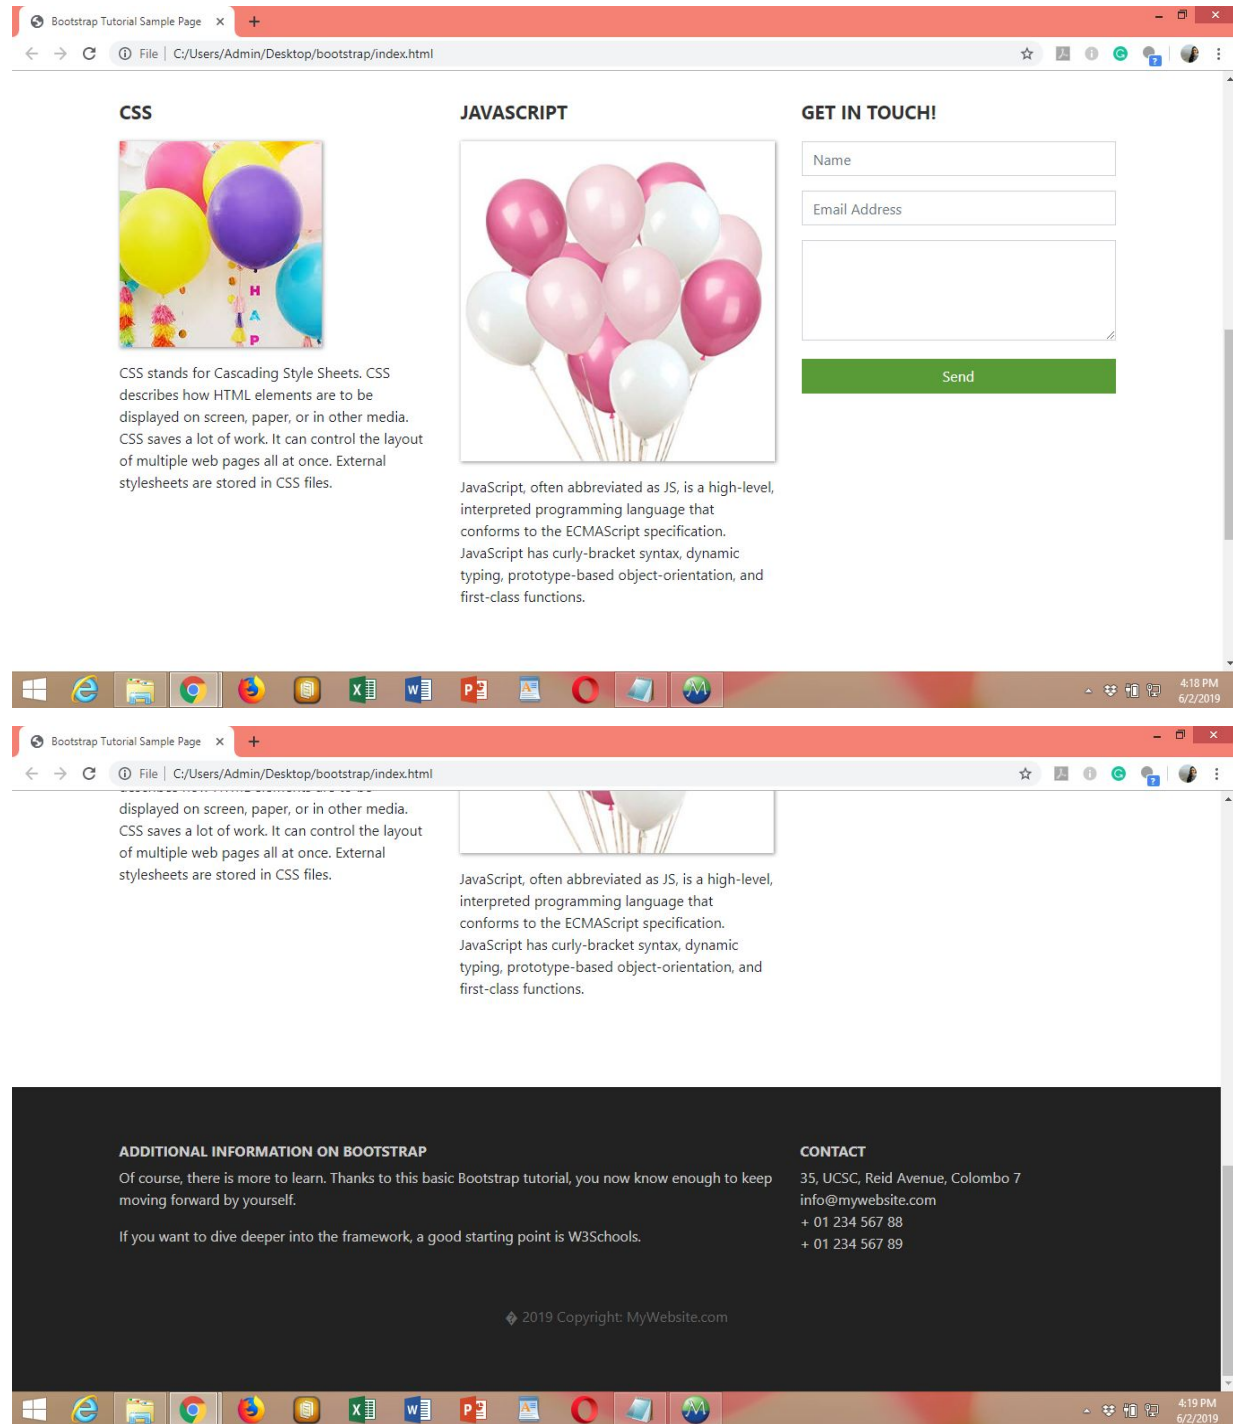 Bootstrap Tutorial Sample Page
File | C:/Users/Admin/Desktop/bootstrap/index.html
CSS
HAP
CSS stands for Cascading Style Sheets. CSS
describes how HTML elements are to be
displayed on screen, paper, or in other media.
CSS saves a lot of work. It can control the layout
of multiple web pages all at once. External
stylesheets are stored in CSS files.
JAVASCRIPT
JavaScript, often abbreviated as JS, is a high-level,
interpreted programming language that
conforms to the ECMAScript specification.
JavaScript has curly-bracket syntax, dynamic
typing, prototype-based object-orientation, and
first-class functions.
GET IN TOUCH!
Name
Email Address
Send
4:18 PM
6/2/2019
Bootstrap Tutorial Sample Page
File | C:/Users/Admin/Desktop/bootstrap/index.html
displayed on screen, paper, or in other media.
CSS saves a lot of work. It can control the layout
of multiple web pages all at once. External
stylesheets are stored in CSS files.
JavaScript, often abbreviated as JS, is a high-level,
interpreted programming language that
conforms to the ECMAScript specification.
JavaScript has curly-bracket syntax, dynamic
typing, prototype-based object-orientation, and
first-class functions.
ADDITIONAL INFORMATION ON BOOTSTRAP
Of course, there is more to learn. Thanks to this basic Bootstrap tutorial, you now know enough to keep
moving forward by yourself.
If you want to dive deeper into the framework, a good starting point is W3Schools.
CONTACT
35, UCSC, Reid Avenue, Colombo 7
info@mywebsite.com
+ 01 234 567 88
+ 01 234 567 89
� 2019 Copyright: MyWebsite.com
4:19 PM
6/2/2019